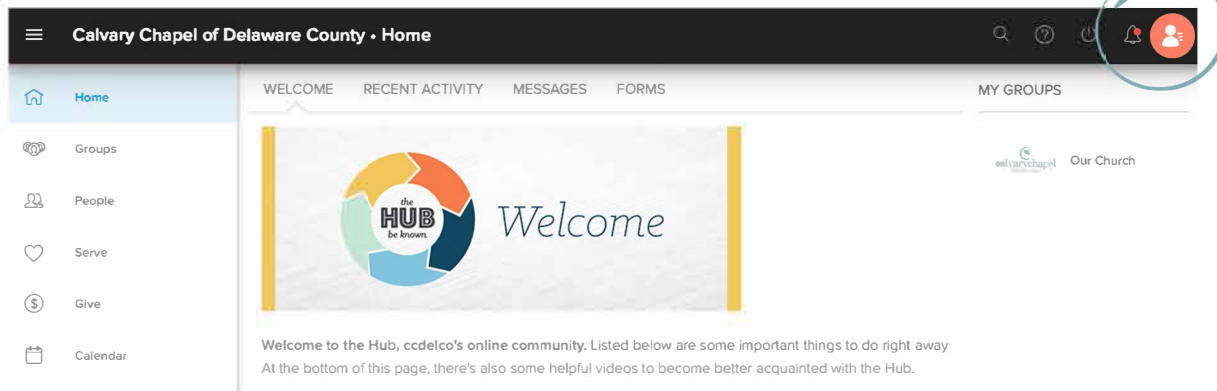 Calvary Chapel of Delaware County • Home
Home
Groups
People
Serve
Give
Calendar
WELCOME RECENT ACTIVITY MESSAGES FORMS
the
HUB
be known.
Welcome
Welcome to the Hub, ccdelco's online community. Listed below are some important things to do right away.
At the bottom of this page, there's also some helpful videos to become better acquainted with the Hub.
MY GROUPS
calvarychapel
Our Church